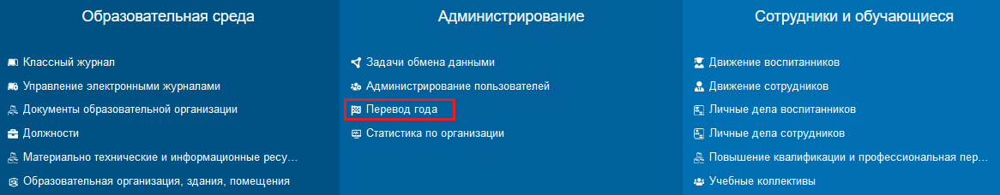 Образовательная среда
Классный журнал
Управление электронными журналами
Документы образовательной организации
Должности
Материально технические и информационные ресу...
Образовательная организация, здания, помещения
Администрирование
Задачи обмена данными
Администрирование пользователей
Перевод года
Статистика по организации
Сотрудники и обучающиеся
Движение воспитанников
Движение сотрудников
Личные дела воспитанников
Личные дела сотрудников
Повышение квалификации и профессиональная пер...
Учебные коллективы